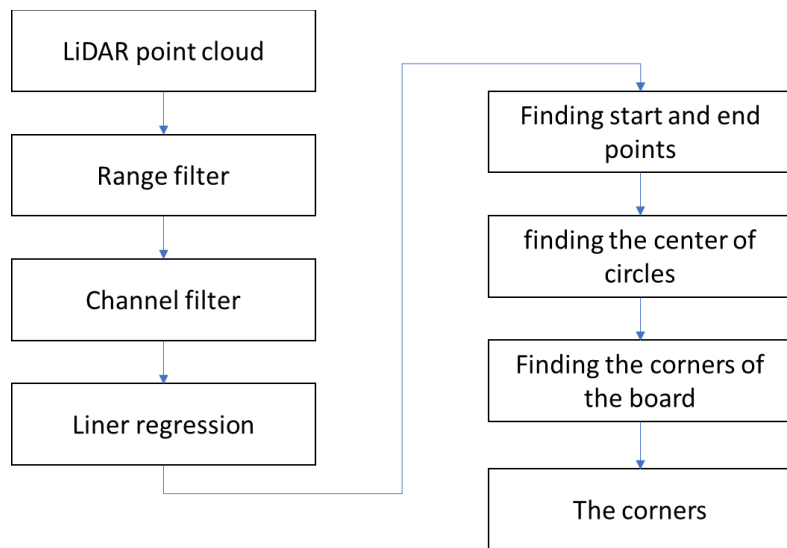 LiDAR point cloud
Range filter
Channel filter
Liner regression
Finding start and end
points
finding the center of
circles
Finding the corners of
the board
The corners